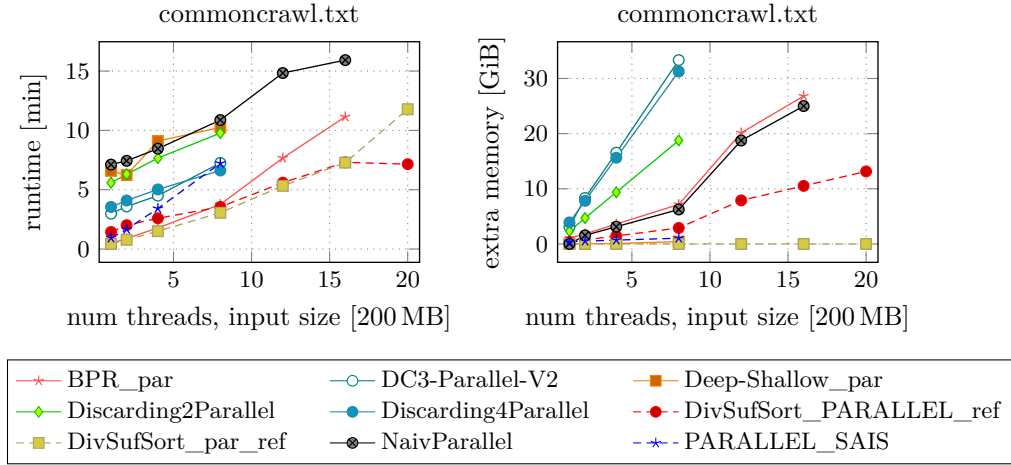 commoncrawl.txt
runtime [min]
15
10
5
0
5
10
15
20
num threads, input size [200 MB]
commoncrawl.txt
extra memory [GiB]
30
20
10
0
5
10
15
20
num threads, input size [200 MB]
BPR_par DC3-Parallel-V2 Deep-Shallow_par
Discarding2Parallel Discarding4Parallel DivSufSort_PARALLEL_ref
DivSufSort_par_ref NaivParallel PARALLEL_SAIS